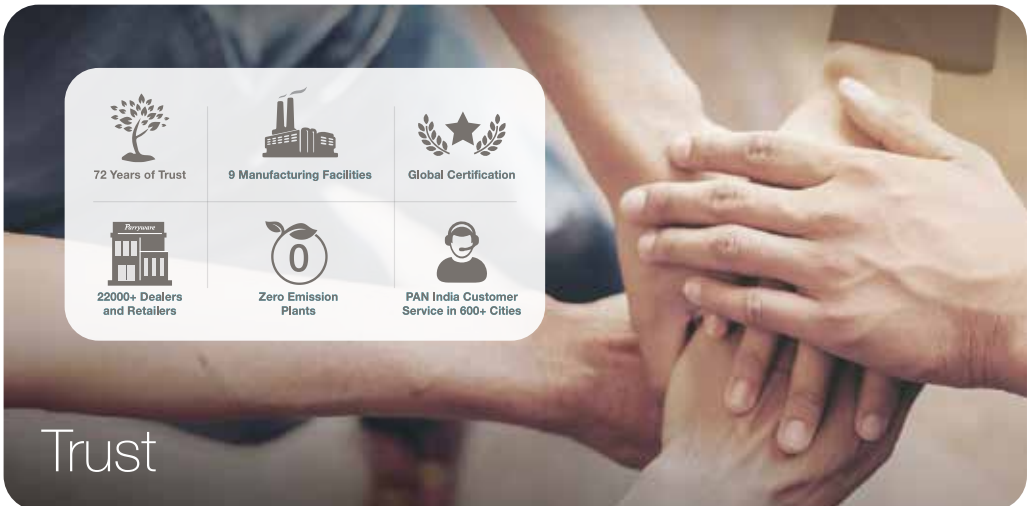 72 Years of Trust
9 Manufacturing Facilities
Global Certification
Parryware
22000+ Dealers
and Retailers
0
Zero Emission
Plants
PAN India Customer
Service in 600+ Cities
Trust